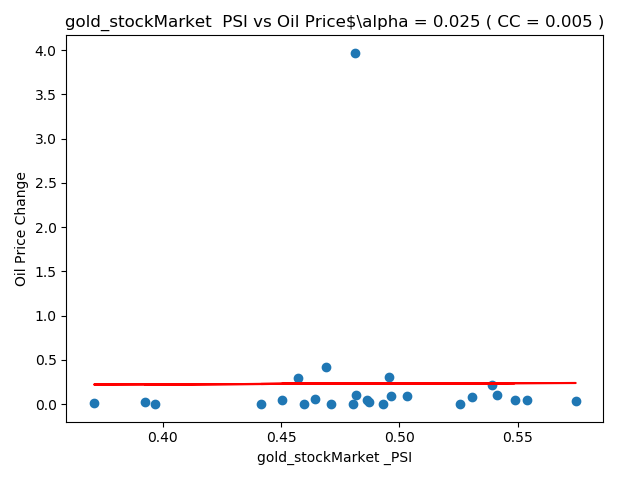 gold_stockMarket  PSI vs Oil Price$\alpha = 0.025 ( CC = 0.005 )
4.0
3.5
3.0
2.5
2.0
1.5
1.0
0.5
0.0
Oil Price Change
0.40 0.45 0.50 0.55
gold_stockMarket _PSI